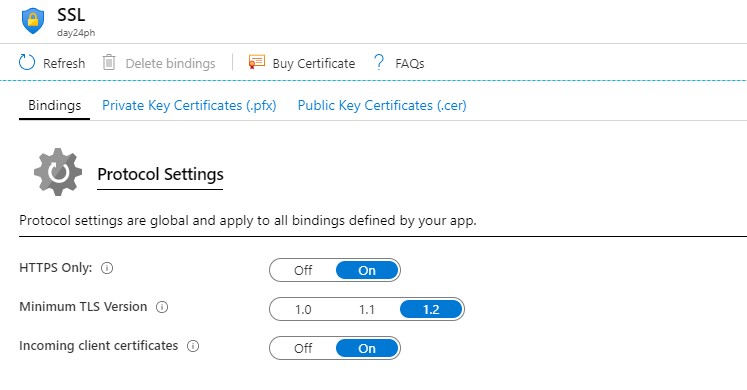 SSL
day24ph
Refresh Delete bindings Buy Certificate ? FAQs
Bindings Private Key Certificates (.pfx) Public Key Certificates (.cer)
Protocol Settings
Protocol settings are global and apply to all bindings defined by your app.
HTTPS Only: Off On
Minimum TLS Version 1.0 1.1 1.2
Incoming client certificates Off On